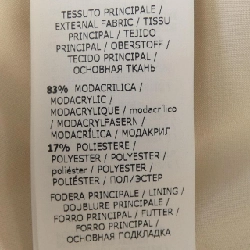 TESSUTO PRINCIPALE /
EXTERNAL FABRIC / TISSU
PRINCIPAL / TEJIDO
PRINCIPAL / OBERSTOFF /
TECIDO PRINCIPAL /
ОСНОВНАЯ ТКАНЬ
83% MODACRILICA /
MODACRYLIC /
MODACRYLIQUE / modacrílico
/ MODACRYLFASERN /
MODACRÍLICA / МОДАКРИЛ
17% POLIESTERE /
POLYESTER / POLYESTER /
poliéster / POLYESTER /
POLIÉSTER / ПОЛИЭСТЕР
FODERA PRINCIPALE / LINING /
DOUBLURE PRINCIPALE /
FORRO PRINCIPAL / FUTTER /
FORRO PRINCIPAL /
ОСНОВНАЯ ПОДКЛАДКА